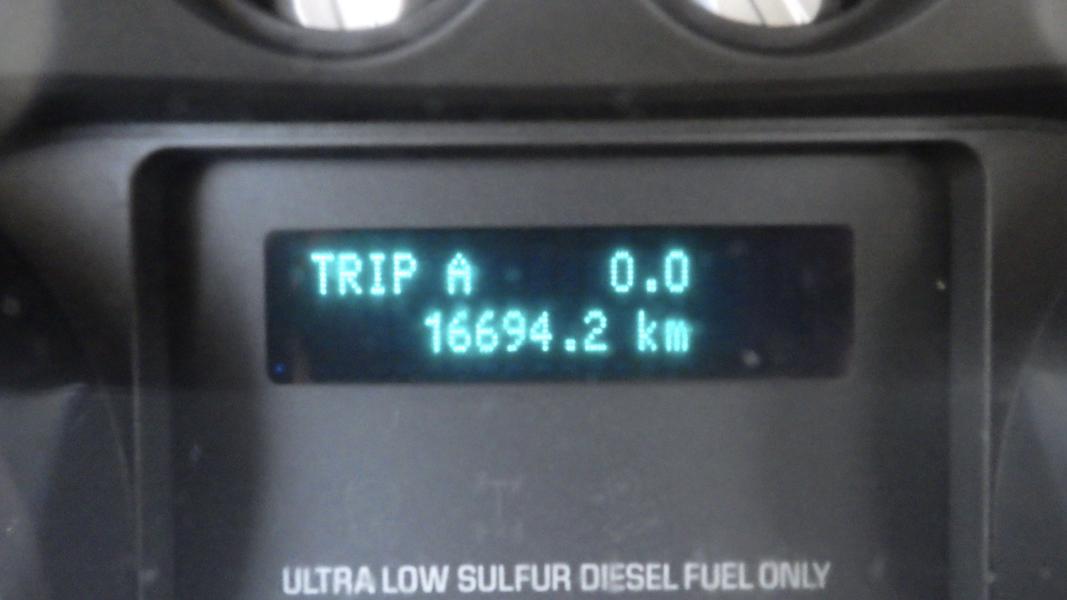 TRIP A 0.0
16694.2 km
ULTRA LOW SULFUR DIESEL FUEL ONLY